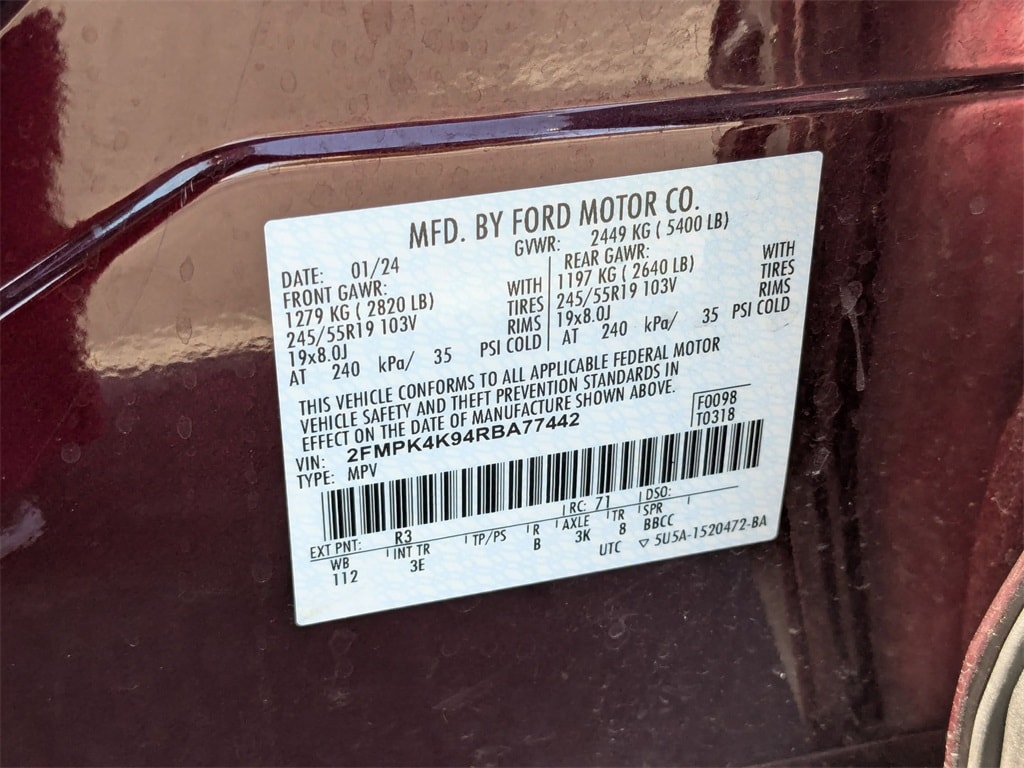 MFD. BY FORD MOTOR CO.
DATE: 01/24 GVWR: 2449 KG ( 5400 LB)
FRONT GAWR: REAR GAWR:
1279 KG ( 2820 LB) WITH 1197 KG ( 2640 LB) WITH
245/55R19 103V TIRES 245/55R19 103V TIRES
19x8.0J RIMS 19x8.0J RIMS
AT 240 kPa/ 35 PSI COLD AT 240 kPa/ 35 PSI COLD
THIS VEHICLE CONFORMS TO ALL APPLICABLE FEDERAL MOTOR
VEHICLE SAFETY AND THEFT PREVENTION STANDARDS IN
EFFECT ON THE DATE OF MANUFACTURE SHOWN ABOVE.
VIN: 2FMPK4K94RBA77442 F0098
TYPE: MPV T0318
EXT PNT: R3 RC: 71 DSO:
WB INT TR TP/PS R AXLE TR SPR
112 3E B 3K 8 BBCC
UTC ▽ 5U5A-1520472-BA